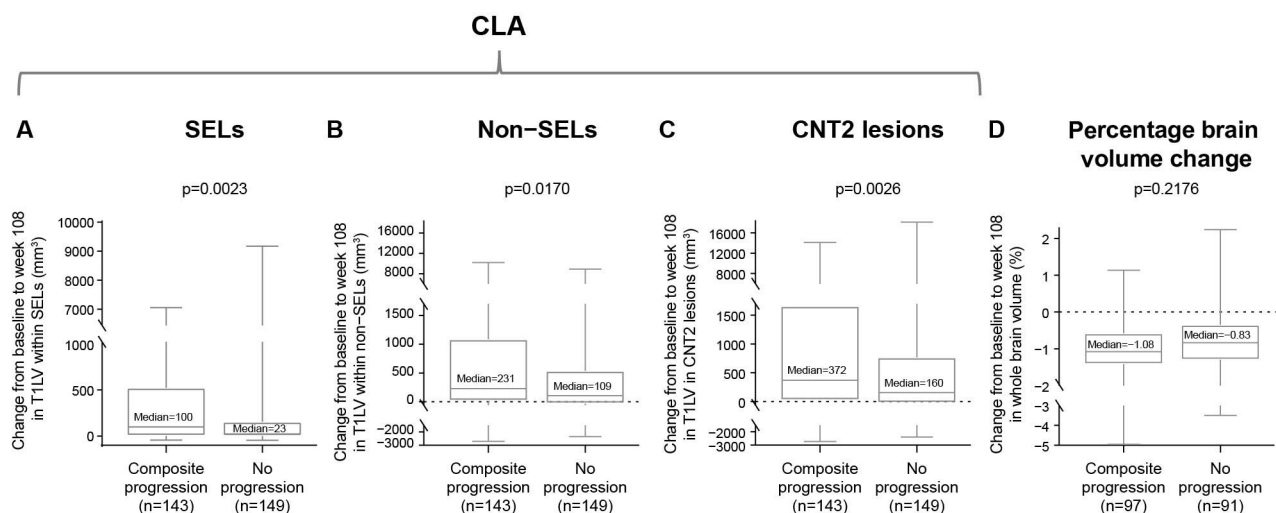 CLA
A
SELs
p=0.0023
Change from baseline to week 108
in T1LV within SELs (mm³)
10000
9000
8000
7000
1000
500
0
Median=100
Median=23
Composite
progression
(n=143)
No
progression
(n=149)
B
Non−SELs
p=0.0170
Change from baseline to week 108
in T1LV within non−SELs (mm³)
16000
12000
8000
1500
1000
500
0
−2000
−3000
Median=231
Median=109
Composite
progression
(n=143)
No
progression
(n=149)
C
CNT2 lesions
p=0.0026
Change from baseline to week 108
in T1LV in CNT2 lesions (mm³)
16000
12000
8000
1500
1000
500
0
−2000
−3000
Median=372
Median=160
Composite
progression
(n=143)
No
progression
(n=149)
D
Percentage brain
volume change
p=0.2176
Change from baseline to week 108
in whole brain volume (%)
2
1
0
−1
−2
−3
−4
−5
Median=−1.08
Median=−0.83
Composite
progression
(n=97)
No
progression
(n=91)